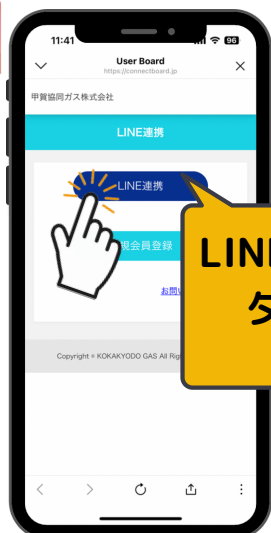 11:41
96
User Board
https://connectboard.jp
甲賀協同ガス株式会社
LINE連携
LINE連携
規会員登録
お問い
LIN
タ
Copyright © KOKAKYODO GAS All Rig